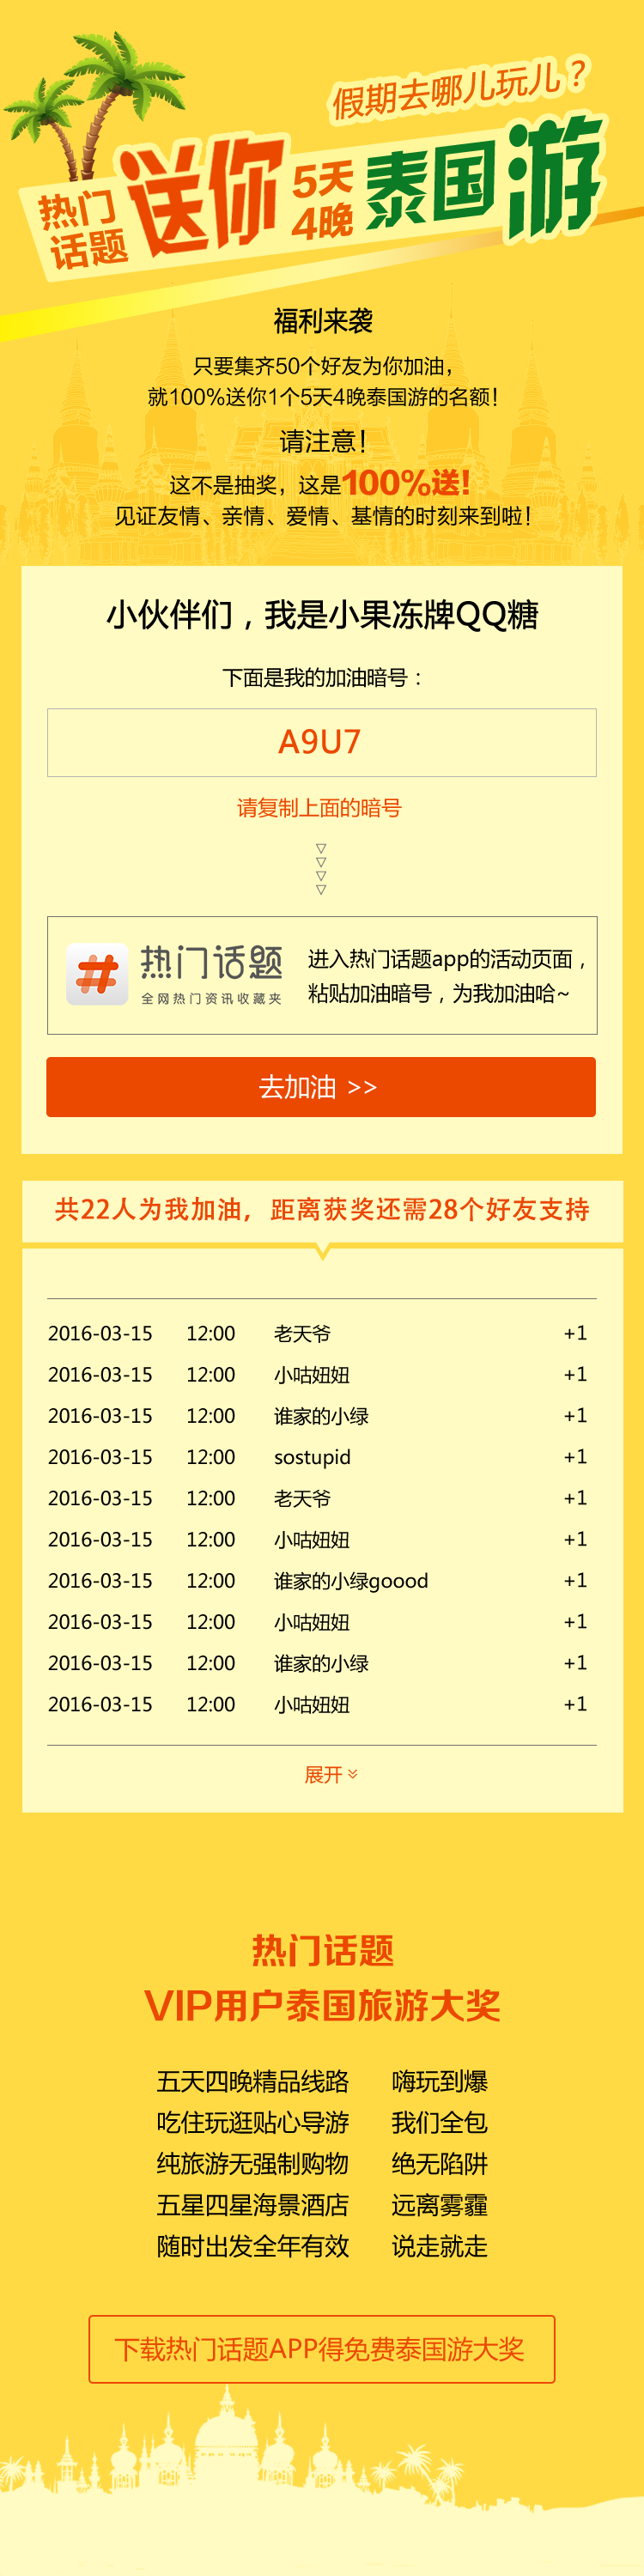 假期去哪儿玩儿？
热门
话题
送你
5天
4晚
泰国游
福利来袭
只要集齐50个好友为你加油，
就100%送你1个5天4晚泰国游的名额！
请注意！
这不是抽奖，这是100%送!
见证友情、亲情、爱情、基情的时刻来到啦！
小伙伴们，我是小果冻牌QQ糖
下面是我的加油暗号：
A9U7
请复制上面的暗号
热门话题
全网热门资讯收藏夹
进入热门话题app的活动页面，
粘贴加油暗号，为我加油哈~
去加油 >>
共22人为我加油，距离获奖还需28个好友支持
2016-03-15 12:00 老天爷 +1
2016-03-15 12:00 小咕妞妞 +1
2016-03-15 12:00 谁家的小绿 +1
2016-03-15 12:00 sostupid +1
2016-03-15 12:00 老天爷 +1
2016-03-15 12:00 小咕妞妞 +1
2016-03-15 12:00 谁家的小绿goood +1
2016-03-15 12:00 小咕妞妞 +1
2016-03-15 12:00 谁家的小绿 +1
2016-03-15 12:00 小咕妞妞 +1
展开
热门话题
VIP用户泰国旅游大奖
五天四晚精品线路 嗨玩到爆
吃住玩逛贴心导游 我们全包
纯旅游无强制购物 绝无陷阱
五星四星海景酒店 远离雾霾
随时出发全年有效 说走就走
下载热门话题APP得免费泰国游大奖